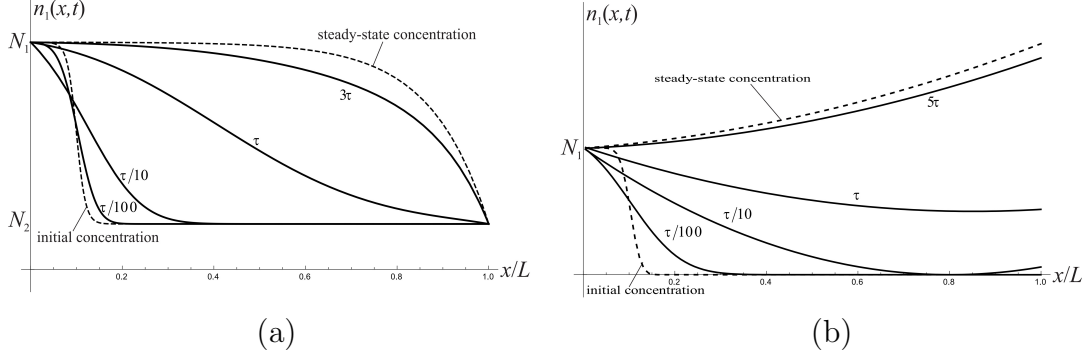 n₁(x,t)
N₁
steady-state concentration
3τ
τ
τ/10
N₂
τ/100
initial concentration
0.2
0.4
0.6
0.8
1.0
x/L
(a)
n₁(x,t)
steady-state concentration
5τ
N₁
τ
τ/10
τ/100
initial concentration
0.2
0.4
0.6
0.8
1.0
x/L
(b)